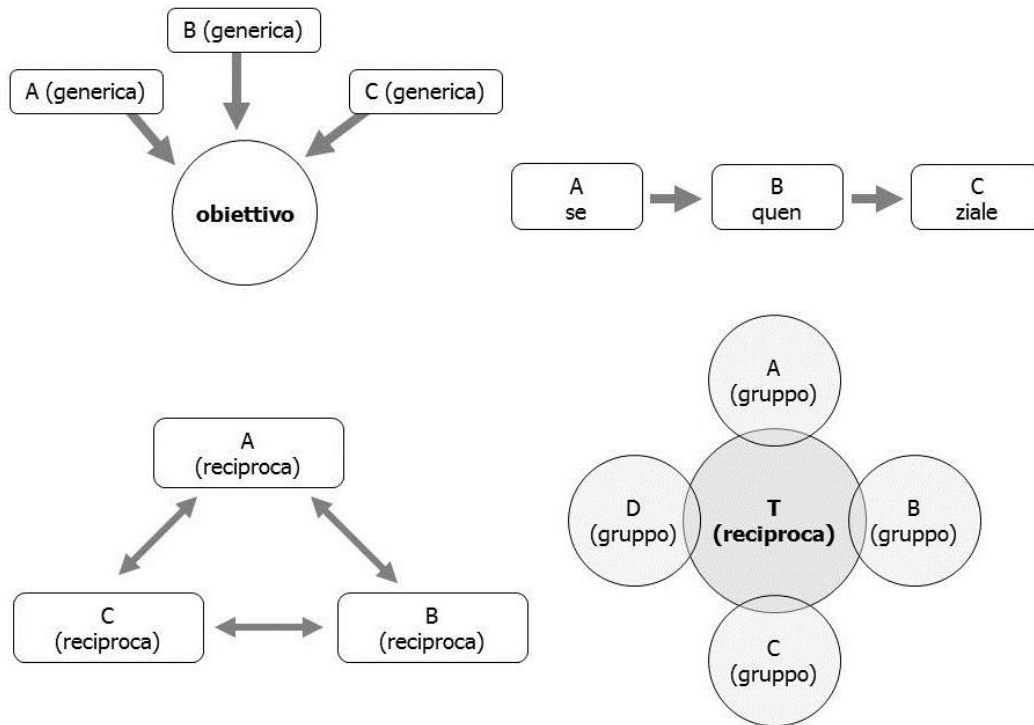 B (generica)
A (generica)
C (generica)
obiettivo
A
se
B
quen
C
ziale
A
(reciproca)
C
(reciproca)
B
(reciproca)
A
(gruppo)
D
(gruppo)
T
(reciproca)
B
(gruppo)
C
(gruppo)